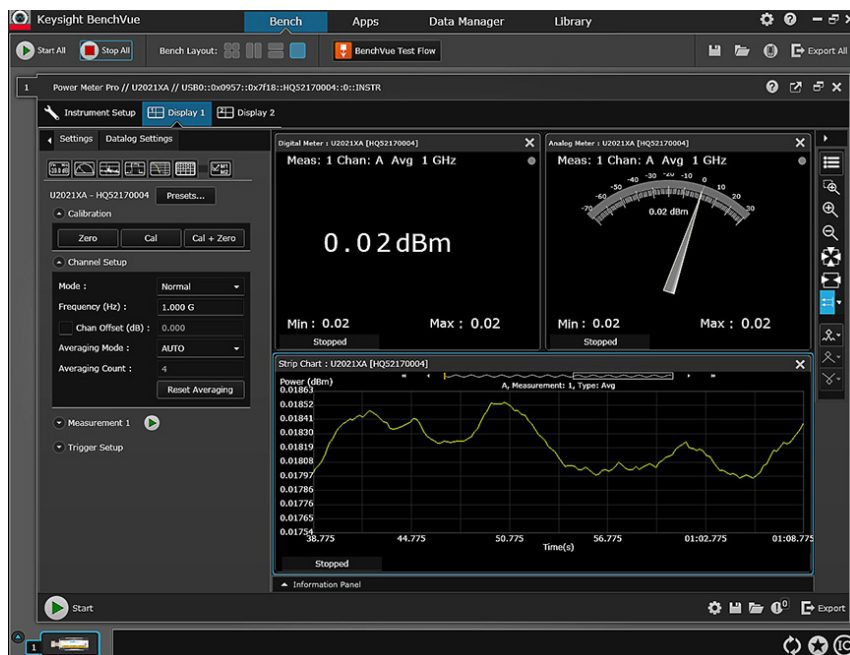 Keysight BenchVue
Bench Apps Data Manager Library
Start All Stop All Bench Layout: BenchVue Test Flow Export All
1 Power Meter Pro // U2021XA // USB0::0x0957::0x7f18::HQ52170004::0::INSTR
Instrument Setup Display 1 Display 2
Settings Datalog Settings
U2021XA - HQ52170004 Presets...
Calibration
Zero Cal Cal + Zero
Channel Setup
Mode : Normal
Frequency (Hz) : 1.000 G
Chan Offset (dB) : 0.000
Averaging Mode : AUTO
Averaging Count : 4
Reset Averaging
Measurement 1
Trigger Setup
Digital Meter : U2021XA [HQ52170004]
Meas: 1 Chan: A Avg 1 GHz
0.02dBm
Min : 0.02 Max : 0.02
Stopped
Analog Meter : U2021XA [HQ52170004]
Meas: 1 Chan: A Avg 1 GHz
-70 -60 -50 -40 -30 -20 -10 0 10 20 30
0.02 dBm
Min : 0.02 Max : 0.02
Stopped
Strip Chart : U2021XA [HQ52170004]
Power (dBm)
A, Measurement: 1, Type: Avg
0.01863
0.01852
0.01841
0.01830
0.01819
0.01808
0.01797
0.01786
0.01776
0.01765
0.01754
38.775 44.775 50.775 56.775 01:02.775 01:08.775
Time(s)
Stopped
Information Panel
Start 0 Export
1